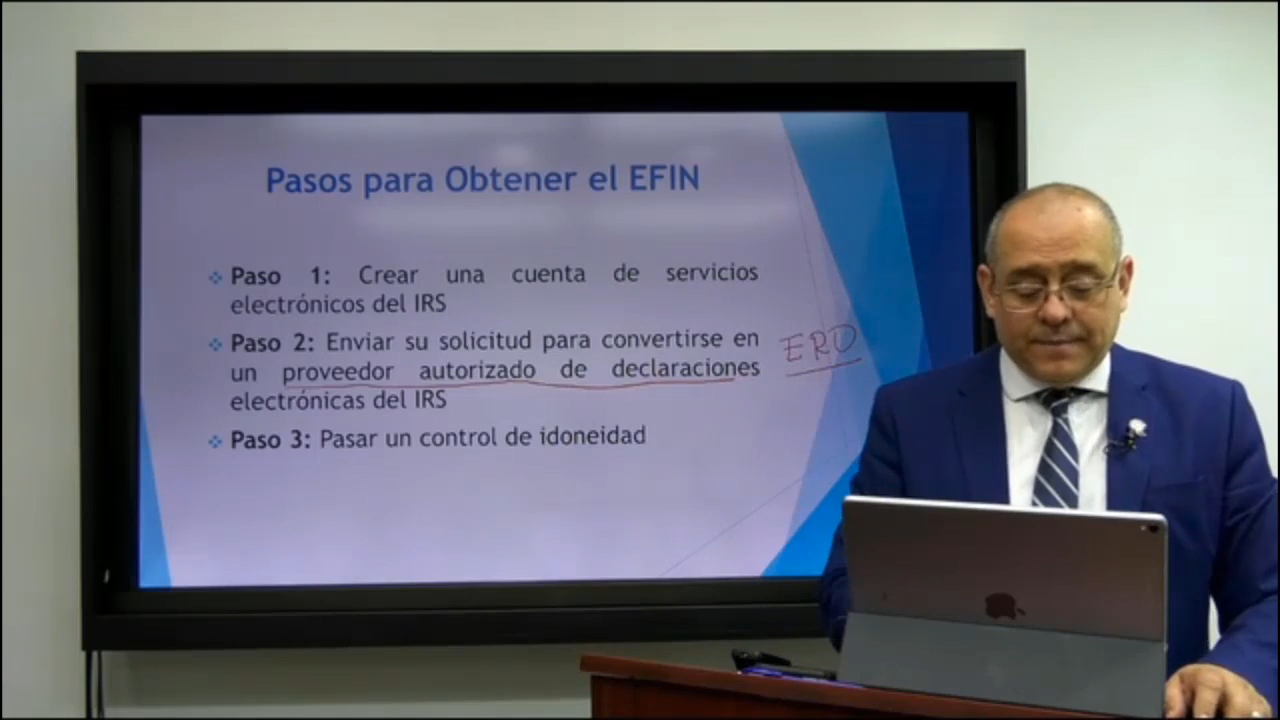 Pasos para Obtener el EFIN
Paso 1: Crear una cuenta de servicios
electrónicos del IRS
Paso 2: Enviar su solicitud para convertirse en
un proveedor autorizado de declaraciones
electrónicas del IRS
ERO
Paso 3: Pasar un control de idoneidad